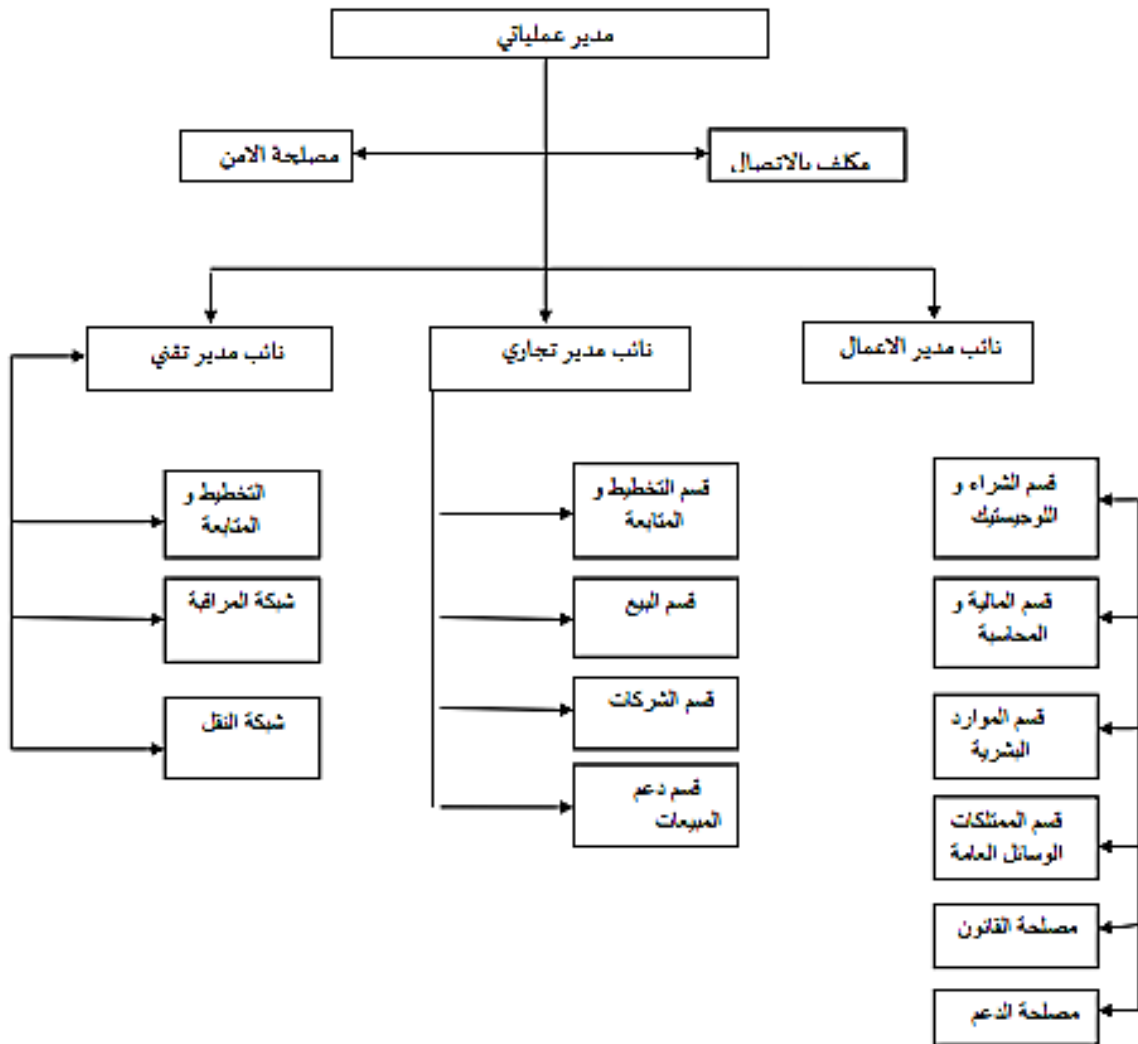 مدير عملياتي
مكلف بالاتصال
مصلحة الامن
نائب مدير الاعمال
نائب مدير تجاري
نائب مدير تقني
قسم الشراء و
اللوجيستيك
قسم المالية و
المحاسبة
قسم الموارد
البشرية
قسم الممتلكات
الوسائل العامة
مصلحة القانون
مصلحة الدعم
قسم التخطيط و
المتابعة
قسم البيع
قسم الشركات
قسم دعم
المبيعات
التخطيط و
المتابعة
شبكة المراقبة
شبكة النقل